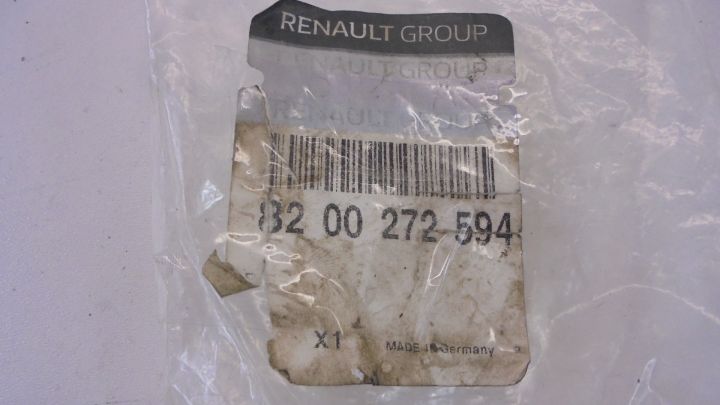 RENAULT GROUP
RENAULT GROUP
RENAULT GROUP
82 00 272 594
X1
MADE IN Germany